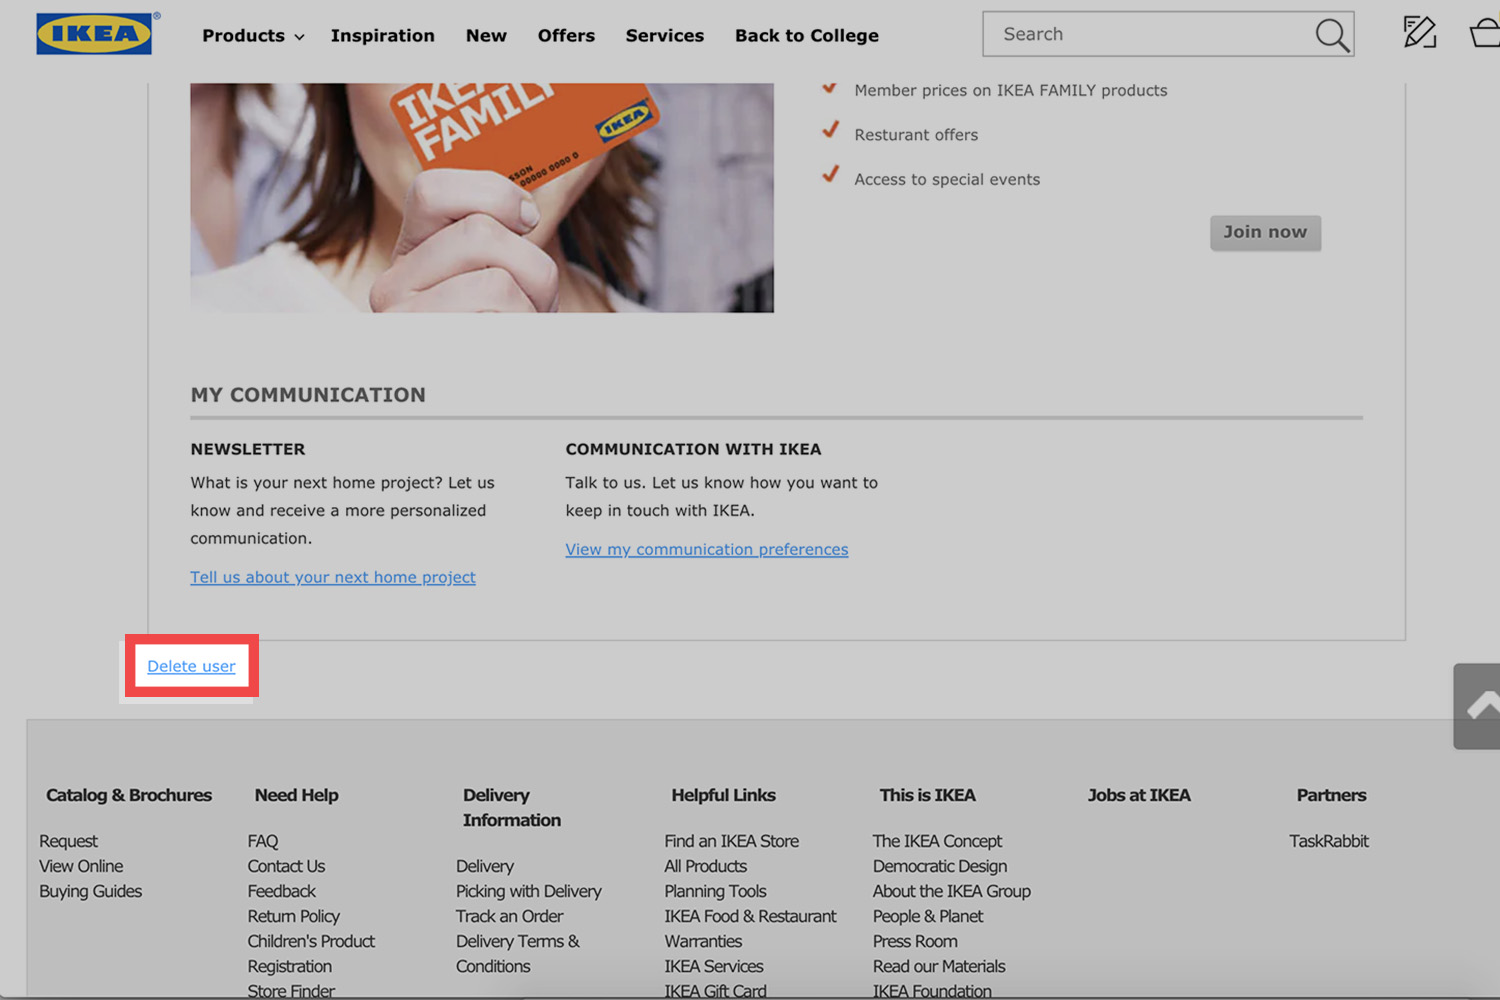 IKEA®
Products Inspiration New Offers Services Back to College
Search
IKEA
FAMILY
IKEA
SSON
00000 0000 0
Member prices on IKEA FAMILY products
Resturant offers
Access to special events
Join now
MY COMMUNICATION
NEWSLETTER
What is your next home project? Let us
know and receive a more personalized
communication.
Tell us about your next home project
COMMUNICATION WITH IKEA
Talk to us. Let us know how you want to
keep in touch with IKEA.
View my communication preferences
Delete user
Catalog & Brochures
Request
View Online
Buying Guides
Need Help
FAQ
Contact Us
Feedback
Return Policy
Children's Product
Registration
Store Finder
Delivery
Information
Delivery
Picking with Delivery
Track an Order
Delivery Terms &
Conditions
Helpful Links
Find an IKEA Store
All Products
Planning Tools
IKEA Food & Restaurant
Warranties
IKEA Services
IKEA Gift Card
This is IKEA
The IKEA Concept
Democratic Design
About the IKEA Group
People & Planet
Press Room
Read our Materials
IKEA Foundation
Jobs at IKEA
Partners
TaskRabbit